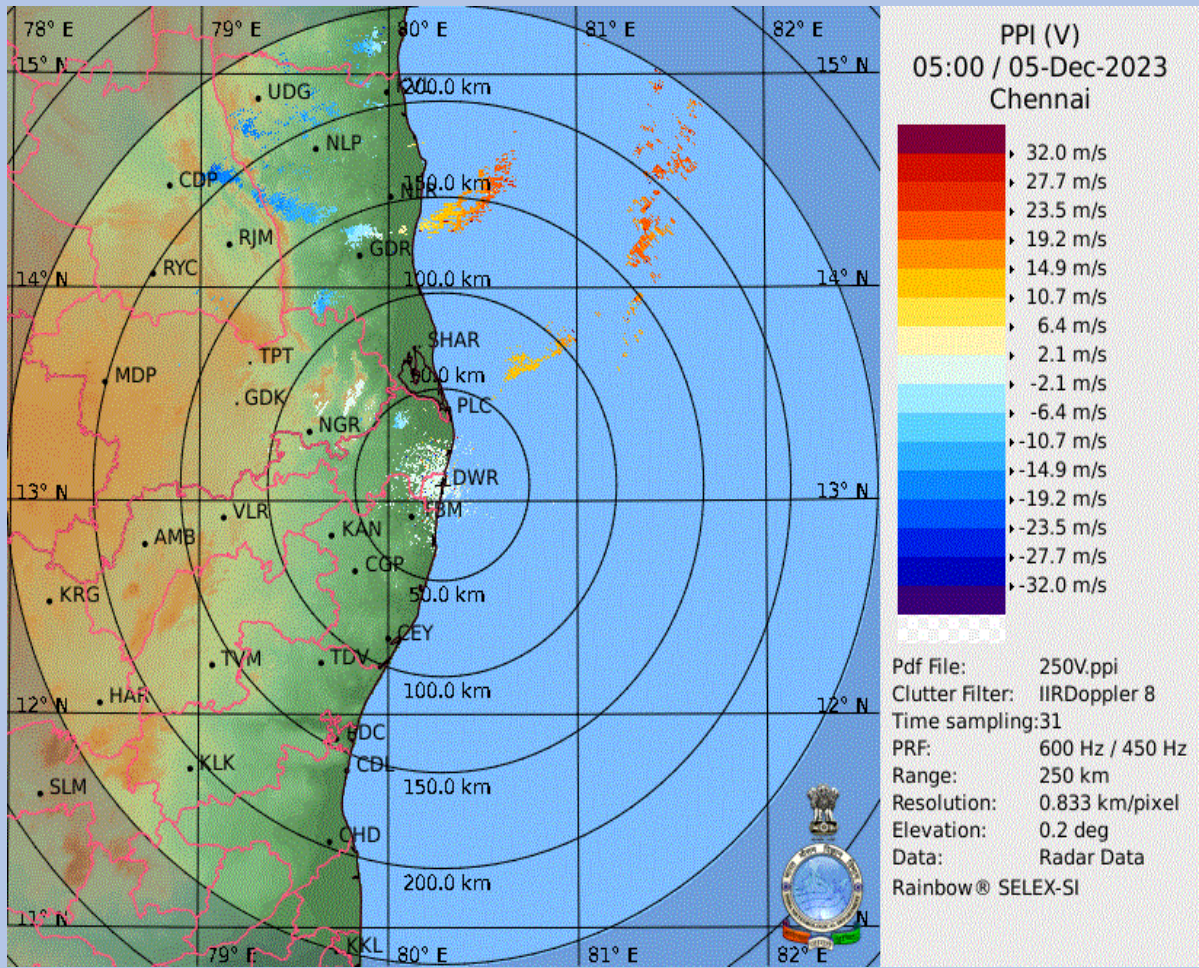 78° E
79° E
80° E
81° E
82° E
15° N
15° N
200.0 km
UDG
NLP
CDP
150.0 km
RJM
GDR
RYC
100.0 km
14° N
14° N
SHAR
TPT
MDP
GDK
PLC
NGR
DWR
13° N
13° N
VLR
KAN
AMB
CGP
KRG
50.0 km
CEY
TVM
TDV
100.0 km
HAR
12° N
12° N
CDL
KLK
SLM
150.0 km
CHD
200.0 km
KKL
79° E
80° E
81° E
82° E
PPI (V)
05:00 / 05-Dec-2023
Chennai
32.0 m/s
27.7 m/s
23.5 m/s
19.2 m/s
14.9 m/s
10.7 m/s
6.4 m/s
2.1 m/s
-2.1 m/s
-6.4 m/s
-10.7 m/s
-14.9 m/s
-19.2 m/s
-23.5 m/s
-27.7 m/s
-32.0 m/s
Pdf File: 250V.ppi
Clutter Filter: IIRDoppler 8
Time sampling:31
PRF: 600 Hz / 450 Hz
Range: 250 km
Resolution: 0.833 km/pixel
Elevation: 0.2 deg
Data: Radar Data
Rainbow® SELEX-SI